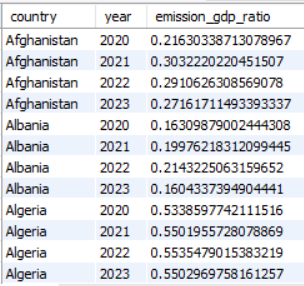 country year emission_gdp_ratio
Afghanistan 2020 0.21630338713078967
Afghanistan 2021 0.3032220220451507
Afghanistan 2022 0.2910626308569078
Afghanistan 2023 0.27161711493393337
Albania 2020 0.16309879002444308
Albania 2021 0.19976218312099445
Albania 2022 0.2143225063159652
Albania 2023 0.1604337394904441
Algeria 2020 0.5338597742111516
Algeria 2021 0.5501955728078869
Algeria 2022 0.5535479015383219
Algeria 2023 0.5502969758161257